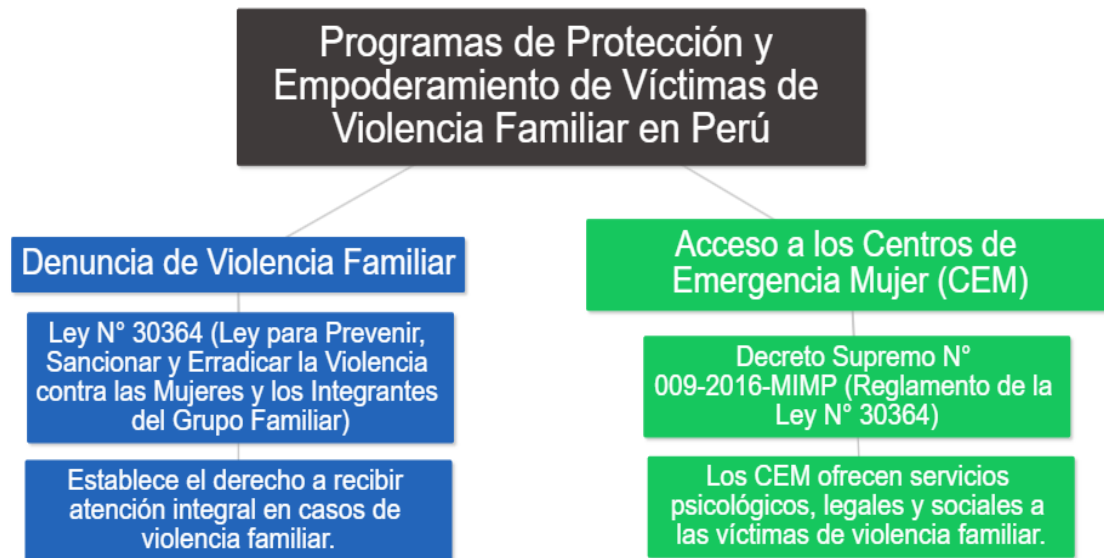 Programas de Protección y
Empoderamiento de Víctimas de
Violencia Familiar en Perú
Denuncia de Violencia Familiar
Ley N° 30364 (Ley para Prevenir,
Sancionar y Erradicar la Violencia
contra las Mujeres y los Integrantes
del Grupo Familiar)
Establece el derecho a recibir
atención integral en casos de
violencia familiar.
Acceso a los Centros de
Emergencia Mujer (CEM)
Decreto Supremo N°
009-2016-MIMP (Reglamento de la
Ley N° 30364)
Los CEM ofrecen servicios
psicológicos, legales y sociales a
las víctimas de violencia familiar.